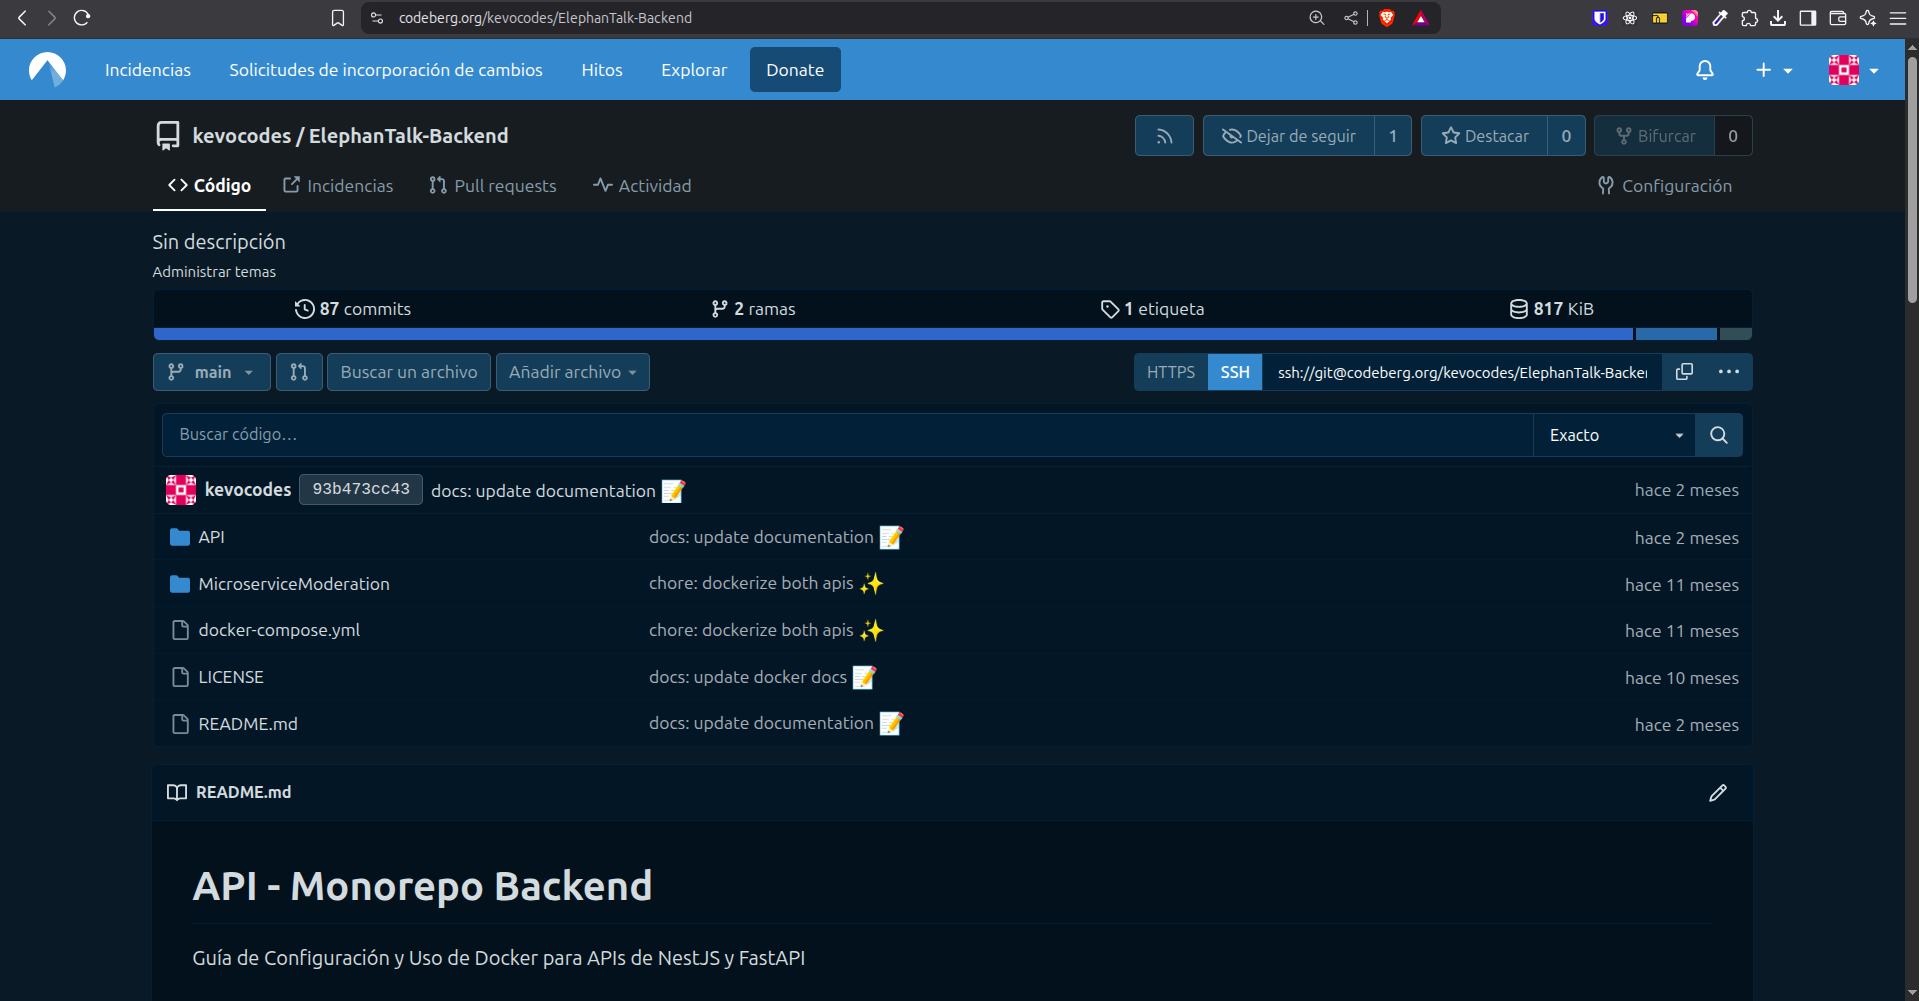 codeberg.org/kevocodes/ElephanTalk-Backend
Incidencias
Solicitudes de incorporación de cambios
Hitos
Explorar
Donate
kevocodes / ElephanTalk-Backend
Dejar de seguir
1
Destacar
0
Bifurcar
0
Código
Incidencias
Pull requests
Actividad
Configuración
Sin descripción
Administrar temas
87 commits
2 ramas
1 etiqueta
817 KiB
main
Buscar un archivo
Añadir archivo
HTTPS
SSH
ssh://git@codeberg.org/kevocodes/ElephanTalk-Backen
Buscar código…
Exacto
kevocodes
93b473cc43
docs: update documentation 📝
hace 2 meses
API
docs: update documentation 📝
hace 2 meses
MicroserviceModeration
chore: dockerize both apis ✨
hace 11 meses
docker-compose.yml
chore: dockerize both apis ✨
hace 11 meses
LICENSE
docs: update docker docs 📝
hace 10 meses
README.md
docs: update documentation 📝
hace 2 meses
README.md
API - Monorepo Backend
Guía de Configuración y Uso de Docker para APIs de NestJS y FastAPI